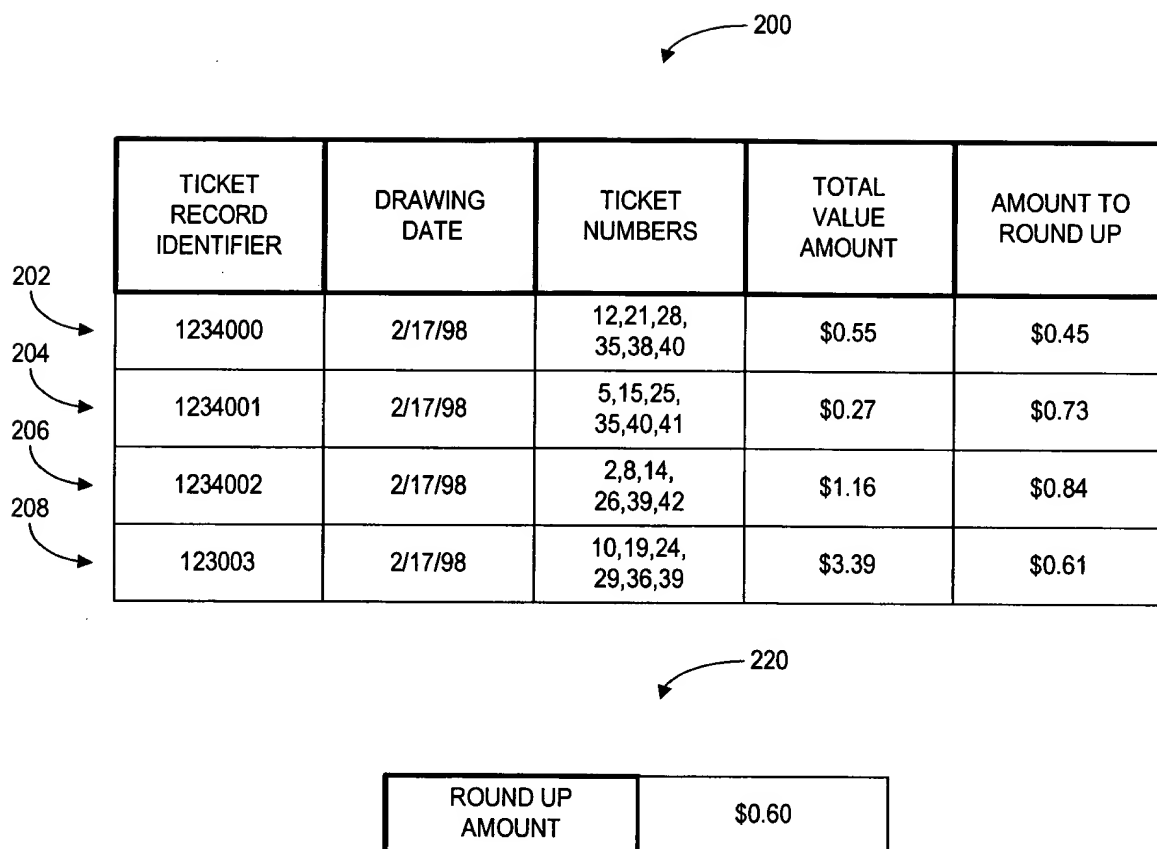 200
TICKET
RECORD
IDENTIFIER
DRAWING
DATE
TICKET
NUMBERS
TOTAL
VALUE
AMOUNT
AMOUNT TO
ROUND UP
202
1234000
2/17/98
12,21,28,
35,38,40
$0.55
$0.45
204
1234001
2/17/98
5,15,25,
35,40,41
$0.27
$0.73
206
1234002
2/17/98
2,8,14,
26,39,42
$1.16
$0.84
208
123003
2/17/98
10,19,24,
29,36,39
$3.39
$0.61
220
ROUND UP
AMOUNT
$0.60